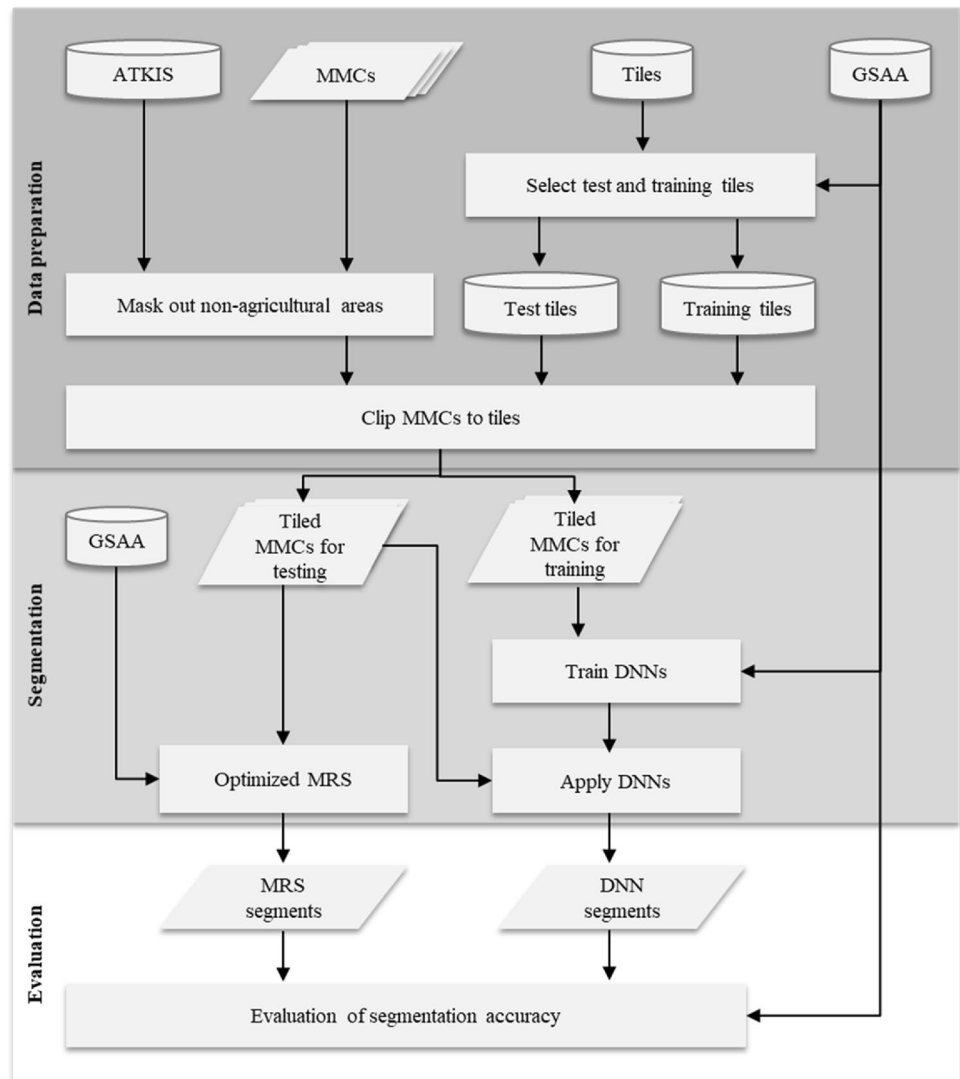 Data preparation
ATKIS
MMCs
Tiles
GSAA
Select test and training tiles
Mask out non-agricultural areas
Test tiles
Training tiles
Clip MMCs to tiles
Segmentation
GSAA
Tiled
MMCs for
testing
Tiled
MMCs for
training
Train DNNs
Optimized MRS
Apply DNNs
Evaluation
MRS
segments
DNN
segments
Evaluation of segmentation accuracy